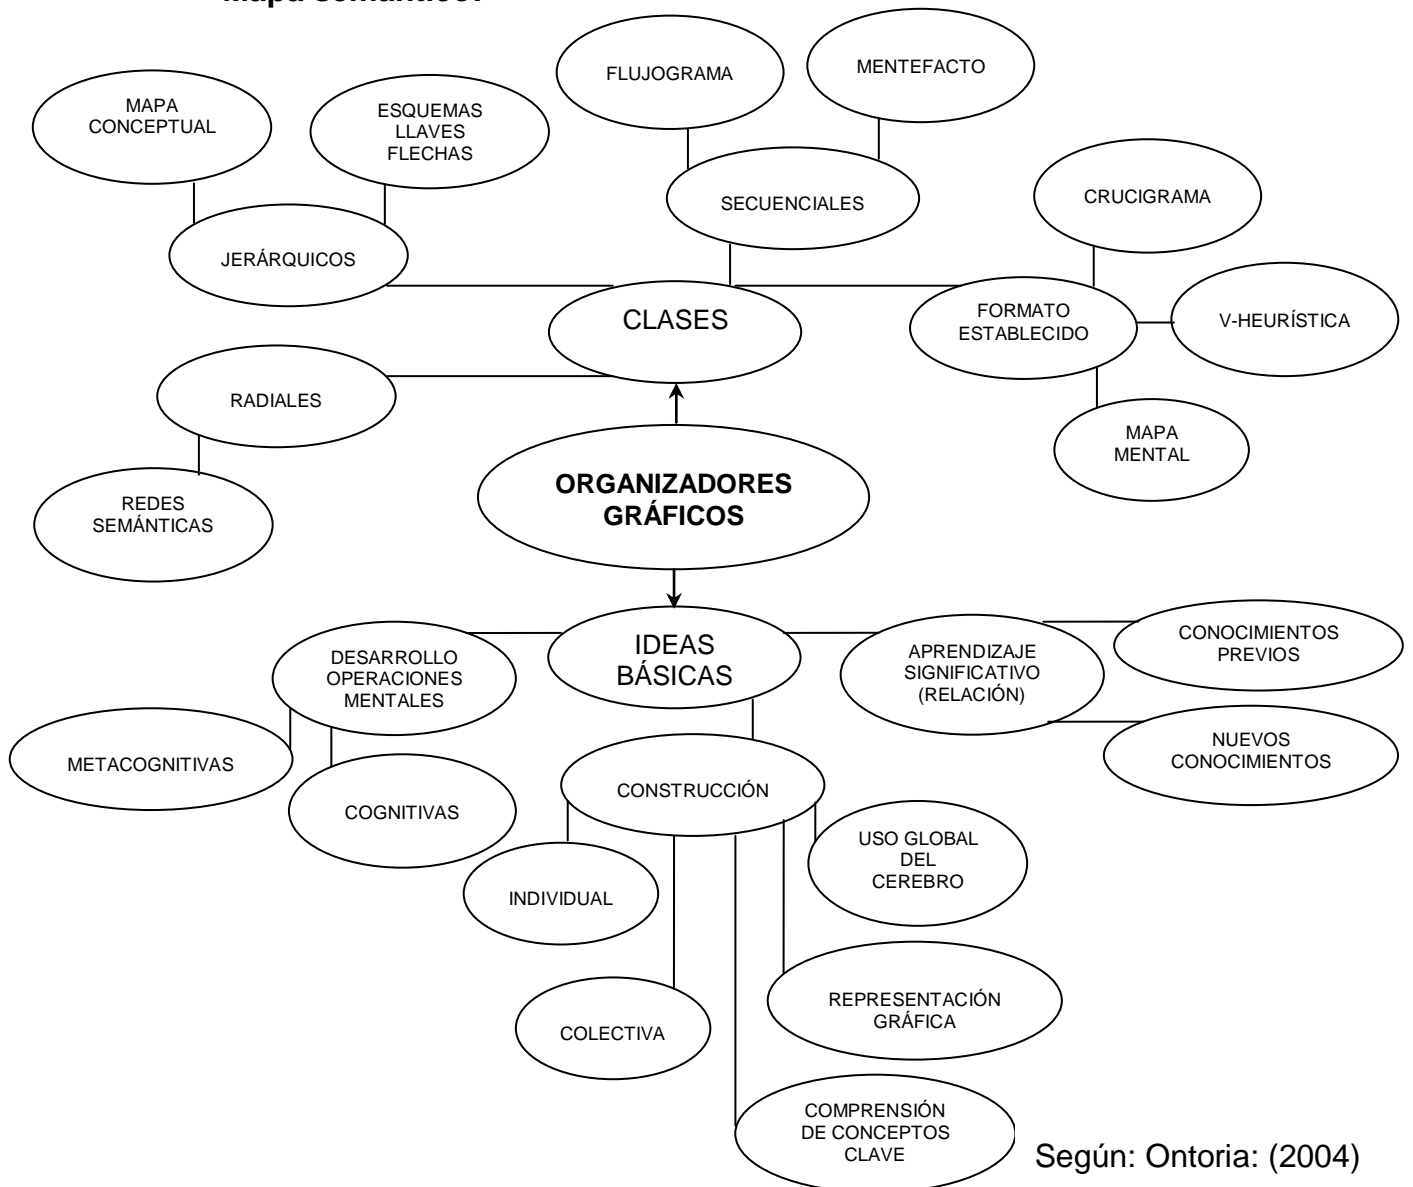 Mapa Semántico:
FLUJOGRAMA
MENTEFACTO
MAPA
CONCEPTUAL
ESQUEMAS
LLAVES
FLECHAS
SECUENCIALES
CRUCIGRAMA
JERÁRQUICOS
CLASES
FORMATO
ESTABLECIDO
V-HEURÍSTICA
RADIALES
MAPA
MENTAL
ORGANIZADORES
GRÁFICOS
REDES
SEMÁNTICAS
IDEAS
BÁSICAS
DESARROLLO
OPERACIONES
MENTALES
APRENDIZAJE
SIGNIFICATIVO
(RELACIÓN)
CONOCIMIENTOS
PREVIOS
METACOGNITIVAS
COGNITIVAS
NUEVOS
CONOCIMIENTOS
CONSTRUCCIÓN
USO GLOBAL
DEL
CEREBRO
INDIVIDUAL
COLECTIVA
REPRESENTACIÓN
GRÁFICA
COMPRENSIÓN
DE CONCEPTOS
CLAVE
Según: Ontoria: (2004)